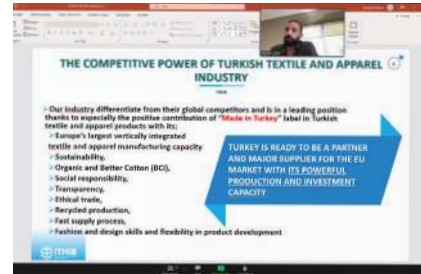 THE COMPETITIVE POWER OF TURKISH TEXTILE AND APPAREL
INDUSTRY
Our industry differentiate from their global competitors and is in a leading position
thanks to especially the positive contribution of "Made in Turkey" label in Turkish
textile and apparel products with its;
Europe's largest vertically integrated
textile and apparel manufacturing capacity
Sustainability,
Organic and Better Cotton (BCI),
Social responsibility,
Transparency,
Ethical trade,
Recycled production,
Fast supply process,
Fashion and design skills and flexibility in product development
TURKEY IS READY TO BE A PARTNER
AND MAJOR SUPPLIER FOR THE EU
MARKET WITH ITS POWERFUL
PRODUCTION AND INVESTMENT
CAPACITY
İTHİB